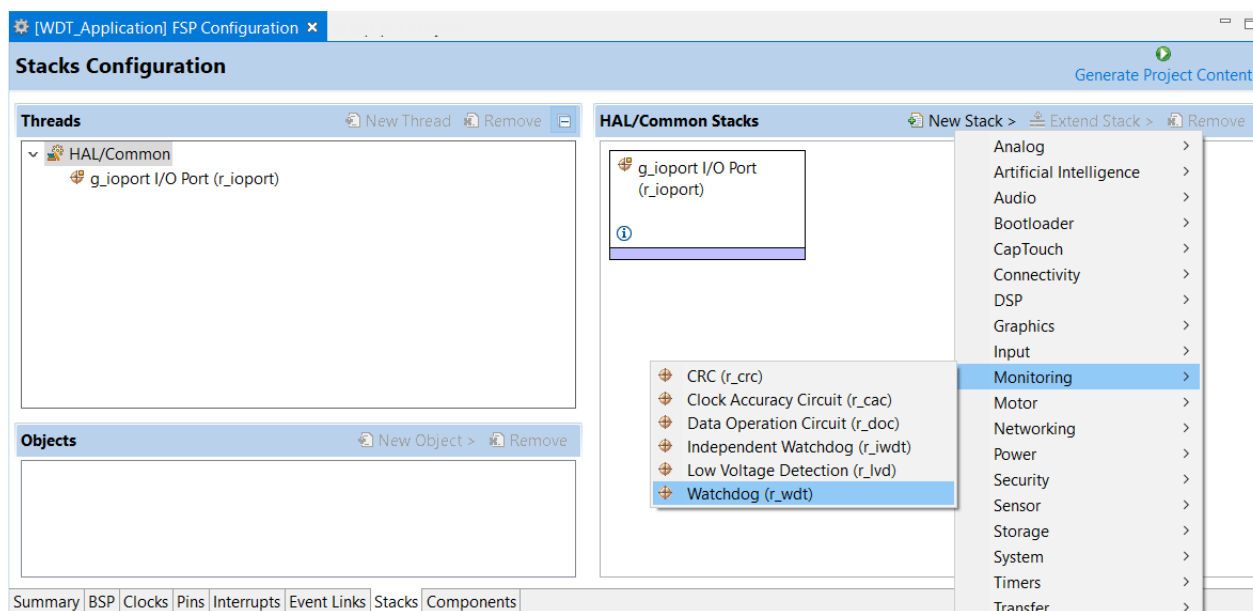 [WDT_Application] FSP Configuration
Stacks Configuration
Generate Project Content
Threads
New Thread
Remove
HAL/Common
g_ioport I/O Port (r_ioport)
Objects
New Object >
Remove
HAL/Common Stacks
New Stack >
Extend Stack >
Remove
g_ioport I/O Port
(r_ioport)
Analog
Artificial Intelligence
Audio
Bootloader
CapTouch
Connectivity
DSP
Graphics
Input
Monitoring
Motor
Networking
Power
Security
Sensor
Storage
System
Timers
Transfer
CRC (r_crc)
Clock Accuracy Circuit (r_cac)
Data Operation Circuit (r_doc)
Independent Watchdog (r_iwdt)
Low Voltage Detection (r_lvd)
Watchdog (r_wdt)
Summary BSP Clocks Pins Interrupts Event Links Stacks Components